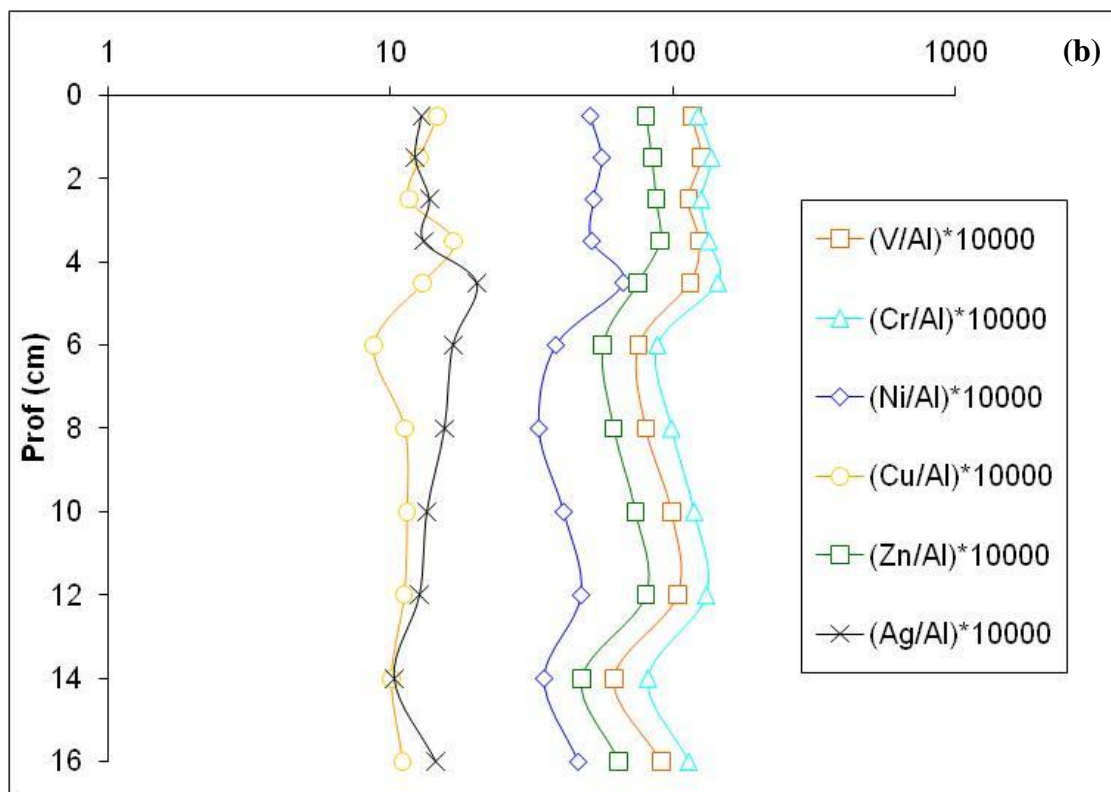 1 10 100 1000 (b)
0
2
4
6
8
10
12
14
16
Prof (cm)
(V/Al)*10000
(Cr/Al)*10000
(Ni/Al)*10000
(Cu/Al)*10000
(Zn/Al)*10000
(Ag/Al)*10000